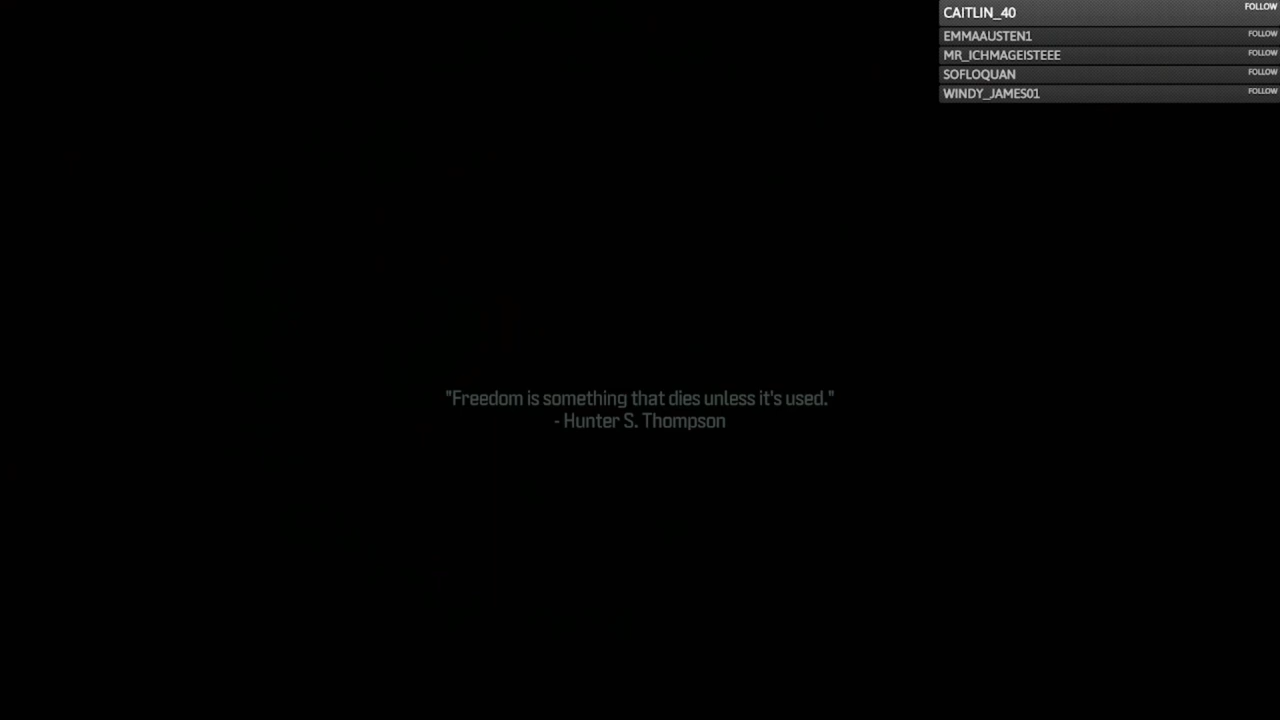 CAITLIN_40 FOLLOW
EMMAAUSTEN1 FOLLOW
MR_ICHMAGEISTEEE FOLLOW
SOFLOQUAN FOLLOW
WINDY_JAMES01 FOLLOW
"Freedom is something that dies unless it's used."
- Hunter S. Thompson